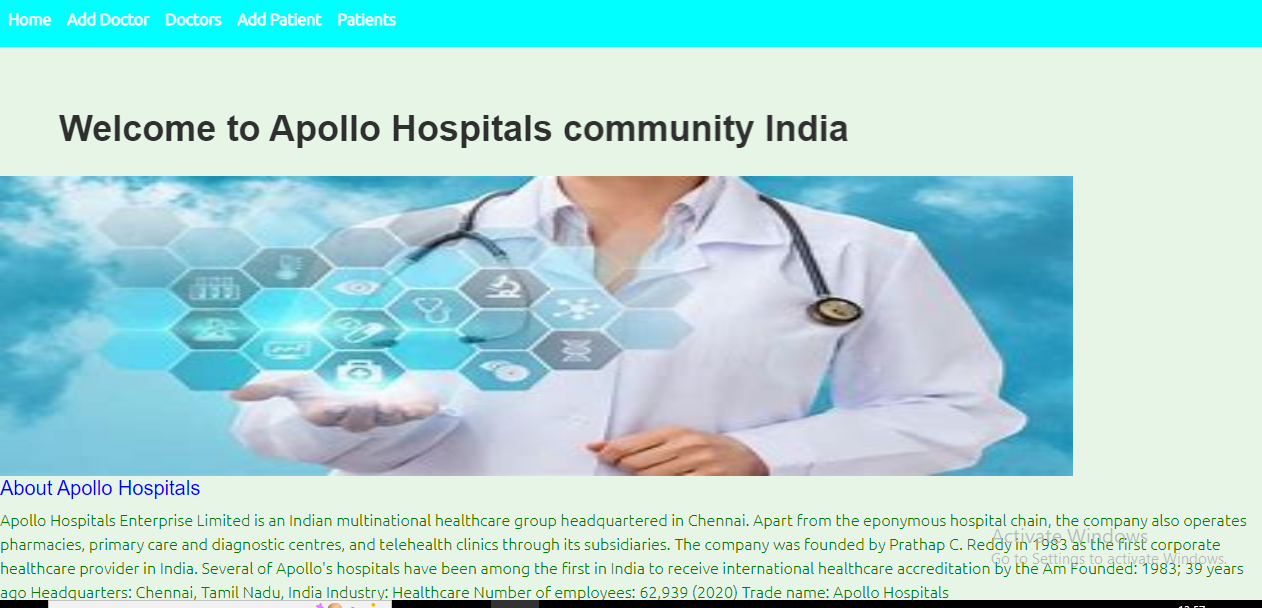 Home Add Doctor Doctors Add Patient Patients
Welcome to Apollo Hospitals community India
About Apollo Hospitals
Apollo Hospitals Enterprise Limited is an Indian multinational healthcare group headquartered in Chennai. Apart from the eponymous hospital chain, the company also operates
pharmacies, primary care and diagnostic centres, and telehealth clinics through its subsidiaries. The company was founded by Prathap C. Reddy in 1983 as the first corporate
healthcare provider in India. Several of Apollo's hospitals have been among the first in India to receive international healthcare accreditation by the Am Founded: 1983; 39 years
ago Headquarters: Chennai, Tamil Nadu, India Industry: Healthcare Number of employees: 62,939 (2020) Trade name: Apollo Hospitals
Activate Windows
Go to Settings to activate Windows.